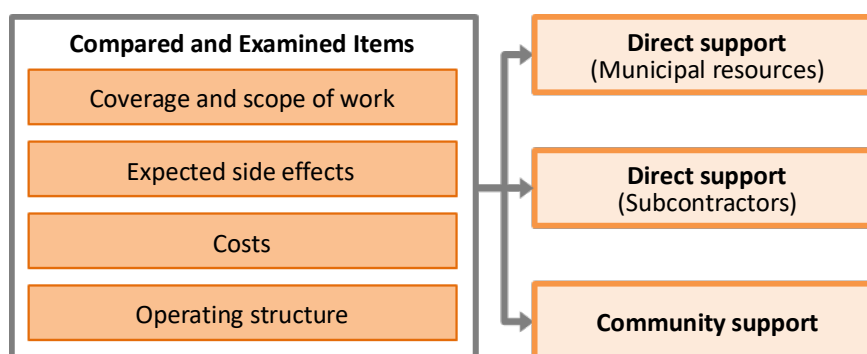 Compared and Examined Items
Coverage and scope of work
Expected side effects
Costs
Operating structure
Direct support
(Municipal resources)
Direct support
(Subcontractors)
Community support